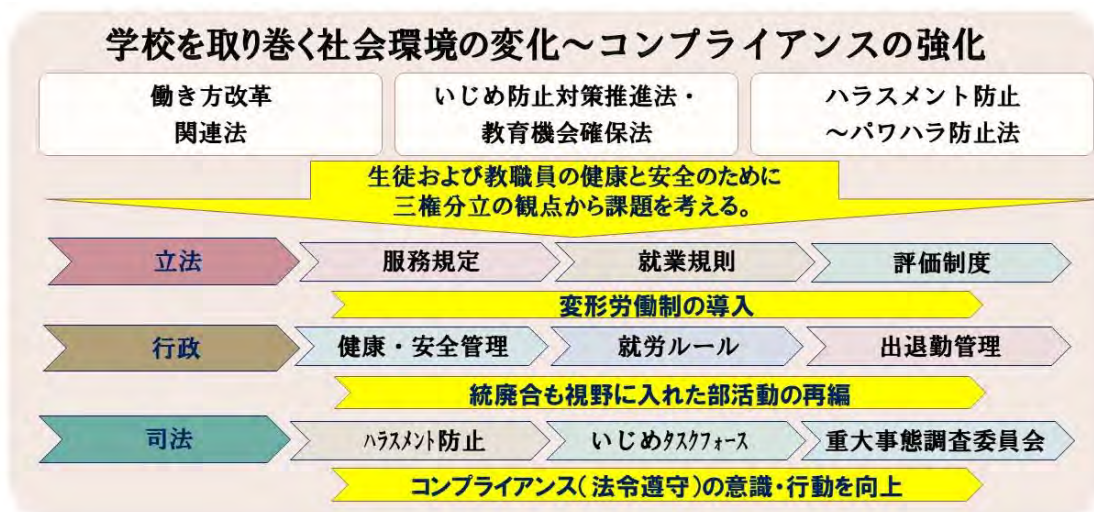 学校を取り巻く社会環境の変化～コンプライアンスの強化
働き方改革
関連法
いじめ防止対策推進法・
教育機会確保法
ハラスメント防止
～パワハラ防止法
生徒および教職員の健康と安全のために
三権分立の観点から課題を考える。
立法
服務規定
就業規則
評価制度
変形労働制の導入
行政
健康・安全管理
就労ルール
出退勤管理
統廃合も視野に入れた部活動の再編
司法
ﾊﾗｽﾒﾝﾄ防止
いじめﾀｽｸﾌｫｰｽ
重大事態調査委員会
コンプライアンス(法令遵守)の意識・行動を向上